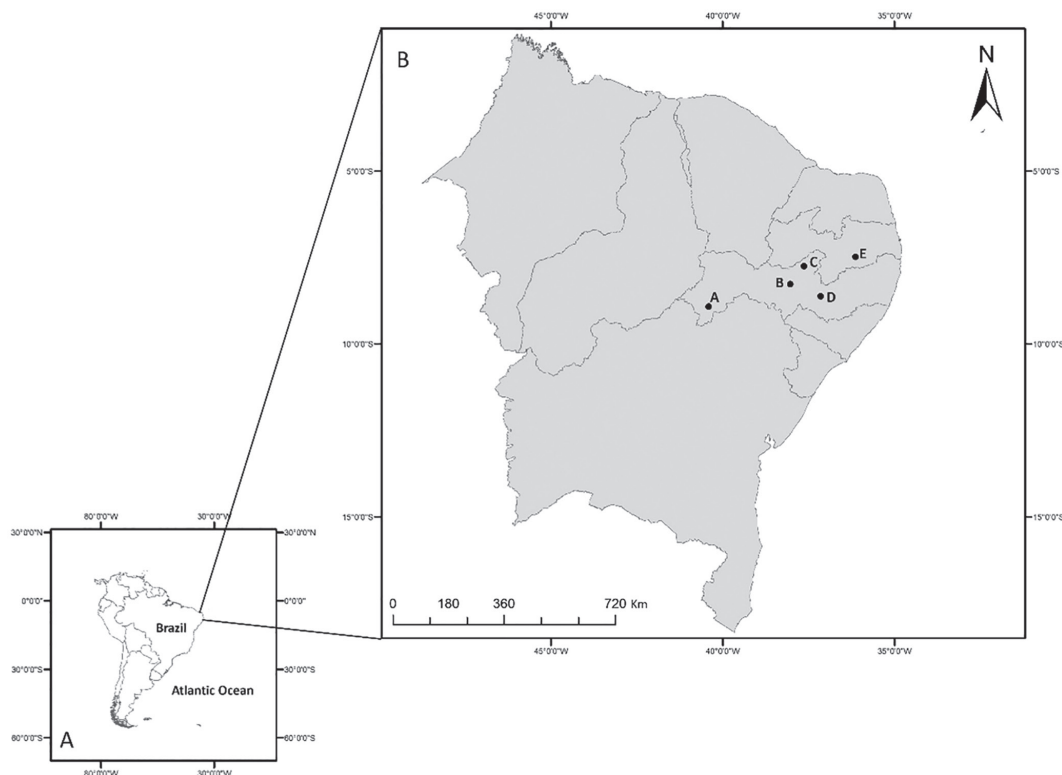 45°0'0"W 40°0'0"W 35°0'0"W
B
N
5°0'0"S 5°0'0"S
C
E
B
D
A
10°0'0"S 10°0'0"S
15°0'0"S 15°0'0"S
0 180 360 720 Km
45°0'0"W 40°0'0"W 35°0'0"W
80°0'0"W 30°0'0"W
30°0'0"N 30°0'0"N
0°0'0" 0°0'0"
Brazil
30°0'0"S 30°0'0"S
Atlantic Ocean
60°0'0"S 60°0'0"S
A
80°0'0"W 30°0'0"W